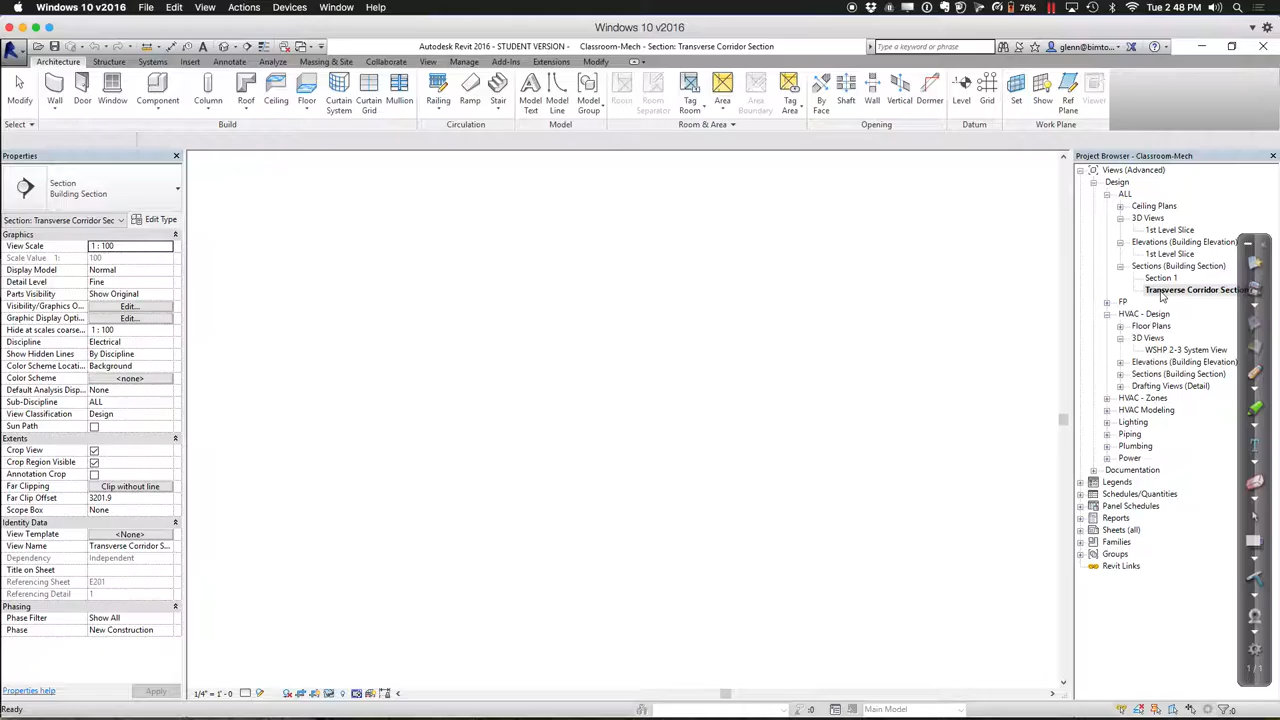 Windows 10 v2016 File Edit View Actions Devices Window Help 76% Tue 2:48 PM
Windows 10 v2016
Autodesk Revit 2016 - STUDENT VERSION - Classroom-Mech - Section: Transverse Corridor Section
Type a keyword or phrase
glenn@bimto...
Architecture Structure Systems Insert Annotate Analyze Massing & Site Collaborate View Manage Add-Ins Extensions Modify
Modify Wall Door Window Component Column Roof Ceiling Floor Curtain System Curtain Grid Mullion Railing Ramp Stair Model Text Model Line Model Group Room Room Separator Tag Room Area Area Boundary Tag Area By Face Shaft Wall Vertical Dormer Level Grid Set Show Ref Plane Viewer
Select Build Circulation Model Room & Area Opening Datum Work Plane
Properties
Section
Building Section
Section: Transverse Corridor Sec
Edit Type
Graphics
View Scale 1 : 100
Scale Value 1: 100
Display Model Normal
Detail Level Fine
Parts Visibility Show Original
Visibility/Graphics O... Edit...
Graphic Display Opti... Edit...
Hide at scales coarse... 1 : 100
Discipline Electrical
Show Hidden Lines By Discipline
Color Scheme Locati... Background
Color Scheme <none>
Default Analysis Disp... None
Sub-Discipline ALL
View Classification Design
Sun Path
Extents
Crop View
Crop Region Visible
Annotation Crop
Far Clipping Clip without line
Far Clip Offset 3201.9
Scope Box None
Identity Data
View Template <None>
View Name Transverse Corridor S...
Dependency Independent
Title on Sheet
Referencing Sheet E201
Referencing Detail 1
Phasing
Phase Filter Show All
Phase New Construction
Properties help
Apply
1/4" = 1'-0
Ready
:0
Main Model
:0
Project Browser - Classroom-Mech
Views (Advanced)
Design
ALL
Ceiling Plans
3D Views
1st Level Slice
Elevations (Building Elevation)
1st Level Slice
Sections (Building Section)
Section 1
Transverse Corridor Section
FP
HVAC - Design
Floor Plans
3D Views
WSHP 2-3 System View
Elevations (Building Elevation)
Sections (Building Section)
Drafting Views (Detail)
HVAC - Zones
HVAC Modeling
Lighting
Piping
Plumbing
Power
Documentation
Legends
Schedules/Quantities
Panel Schedules
Reports
Sheets (all)
Families
Groups
Revit Links
1/1